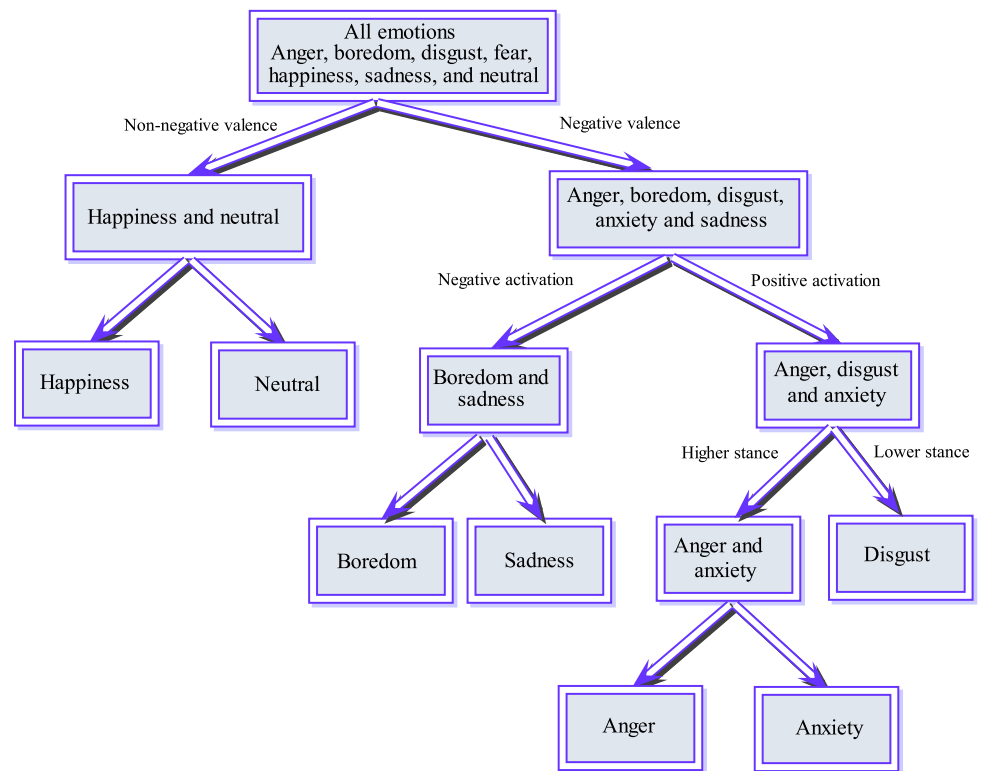 All emotions
Anger, boredom, disgust, fear,
happiness, sadness, and neutral
Non-negative valence
Negative valence
Happiness and neutral
Anger, boredom, disgust,
anxiety and sadness
Negative activation
Positive activation
Happiness
Neutral
Boredom and
sadness
Anger, disgust
and anxiety
Higher stance
Lower stance
Boredom
Sadness
Anger and
anxiety
Disgust
Anger
Anxiety